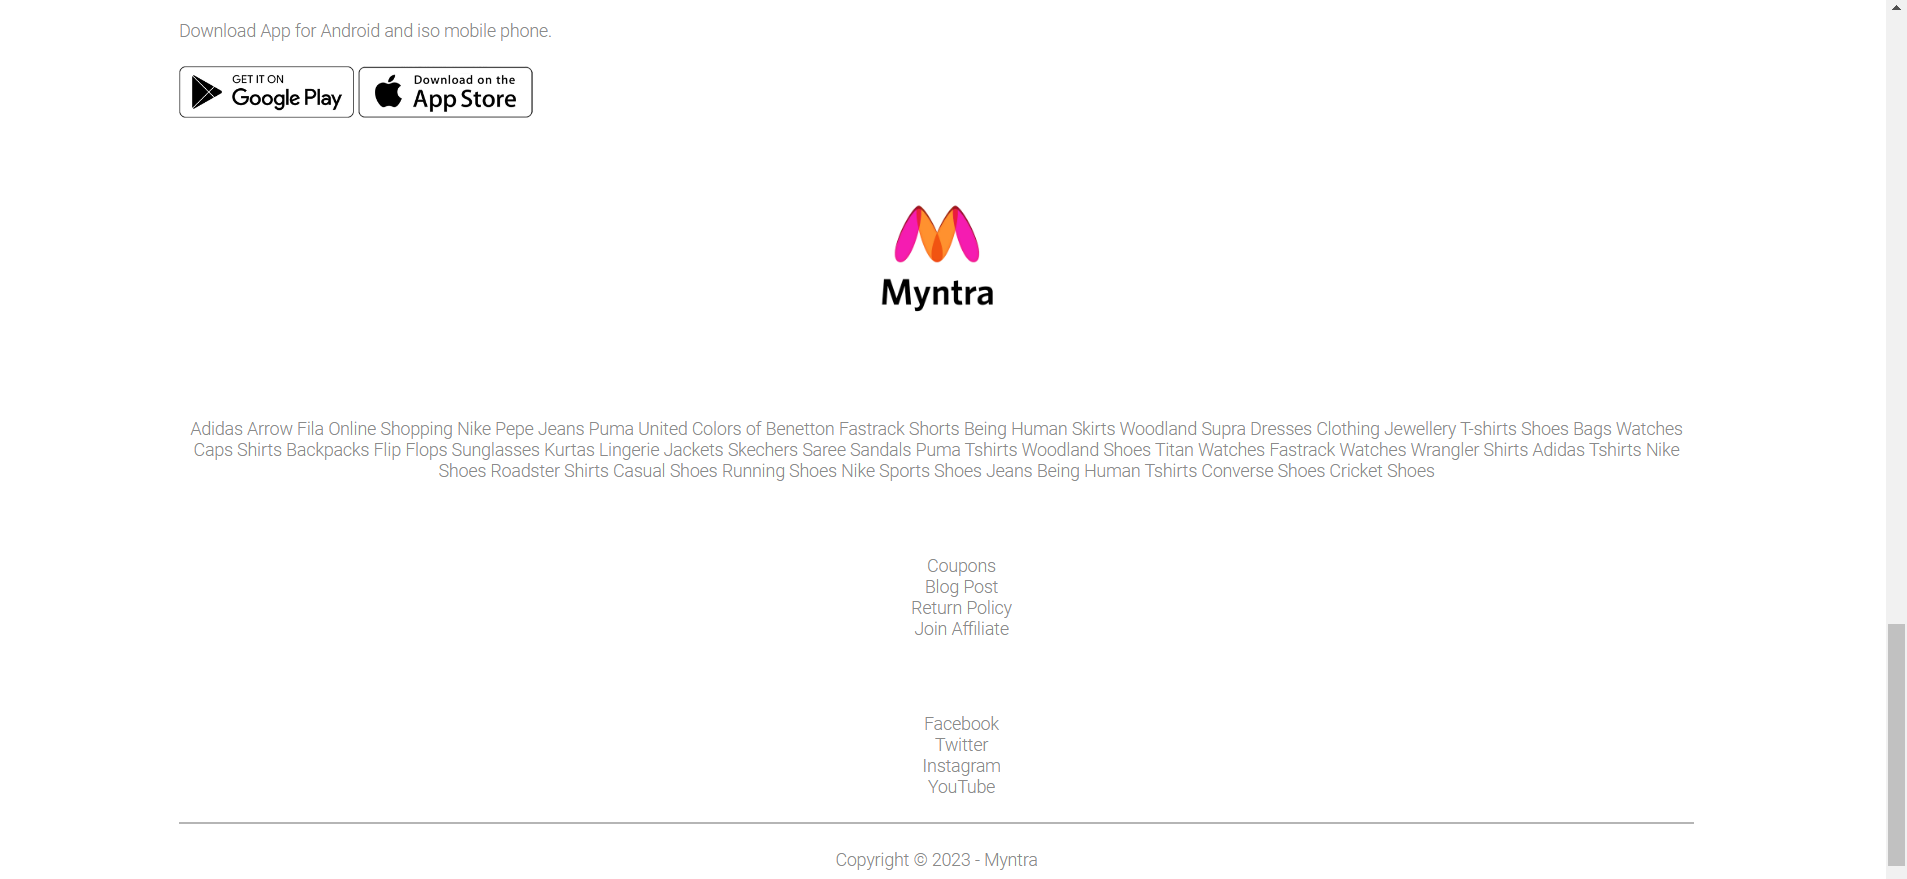 Download App for Android and iso mobile phone.
GET IT ON
Google Play
Download on the
App Store
Myntra
Adidas Arrow Fila Online Shopping Nike Pepe Jeans Puma United Colors of Benetton Fastrack Shorts Being Human Skirts Woodland Supra Dresses Clothing Jewellery T-shirts Shoes Bags Watches
Caps Shirts Backpacks Flip Flops Sunglasses Kurtas Lingerie Jackets Skechers Saree Sandals Puma Tshirts Woodland Shoes Titan Watches Fastrack Watches Wrangler Shirts Adidas Tshirts Nike
Shoes Roadster Shirts Casual Shoes Running Shoes Nike Sports Shoes Jeans Being Human Tshirts Converse Shoes Cricket Shoes
Coupons
Blog Post
Return Policy
Join Affiliate
Facebook
Twitter
Instagram
YouTube
Copyright © 2023 - Myntra